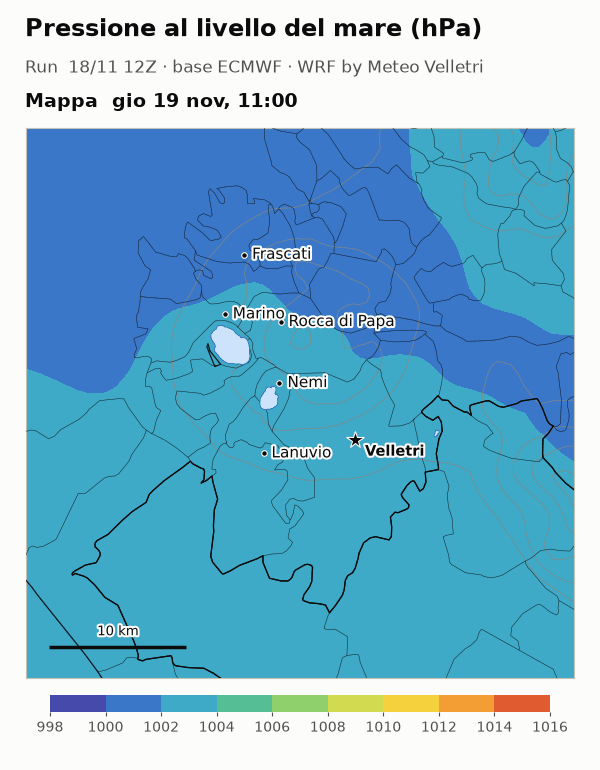 Pressione al livello del mare (hPa)
Run  18/11 12Z · base ECMWF · WRF by Meteo Velletri
Mappa  gio 19 nov, 11:00
Frascati
Marino
Rocca di Papa
Nemi
Velletri
Lanuvio
10 km
998 1000 1002 1004 1006 1008 1010 1012 1014 1016